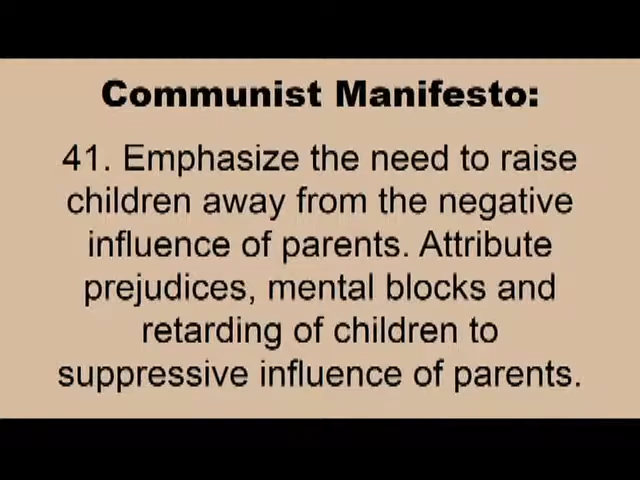 Communist Manifesto:
41. Emphasize the need to raise
children away from the negative
influence of parents. Attribute
prejudices, mental blocks and
retarding of children to
suppressive influence of parents.